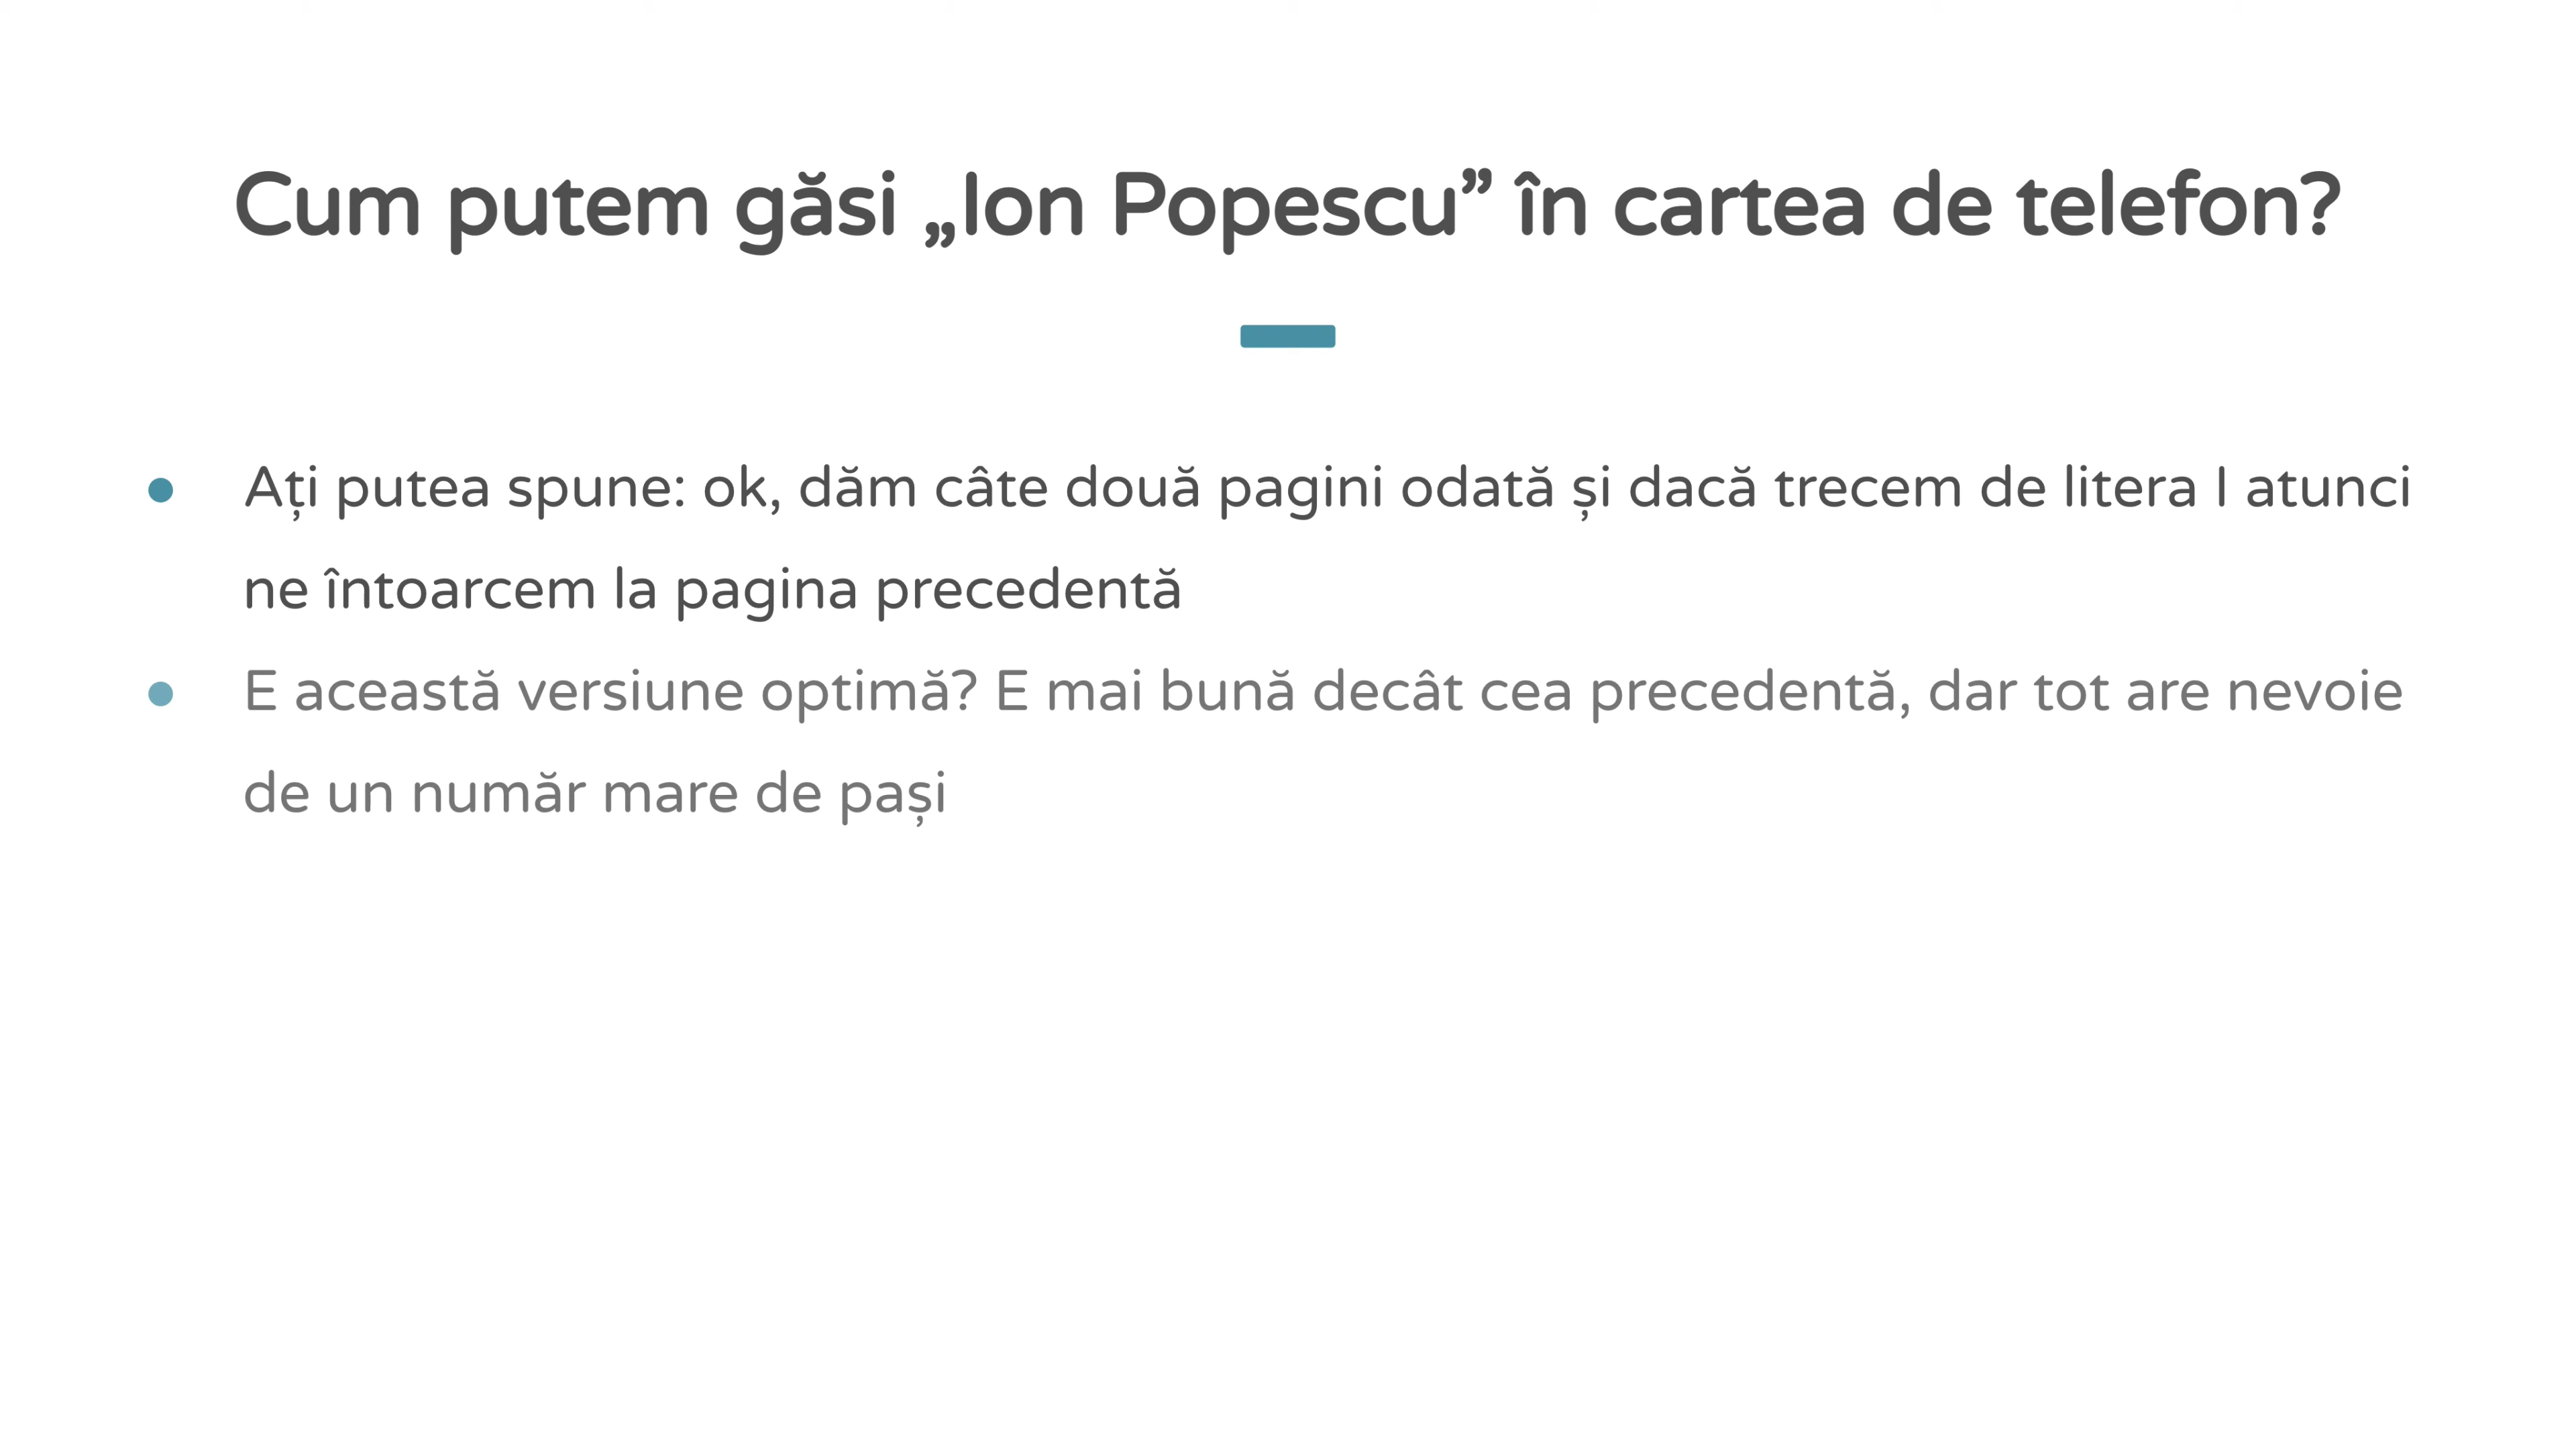 Cum putem găsi „Ion Popescu” în cartea de telefon?
Ați putea spune: ok, dăm câte două pagini odată și dacă trecem de litera I atunci
ne întoarcem la pagina precedentă
E această versiune optimă? E mai bună decât cea precedentă, dar tot are nevoie
de un număr mare de pași